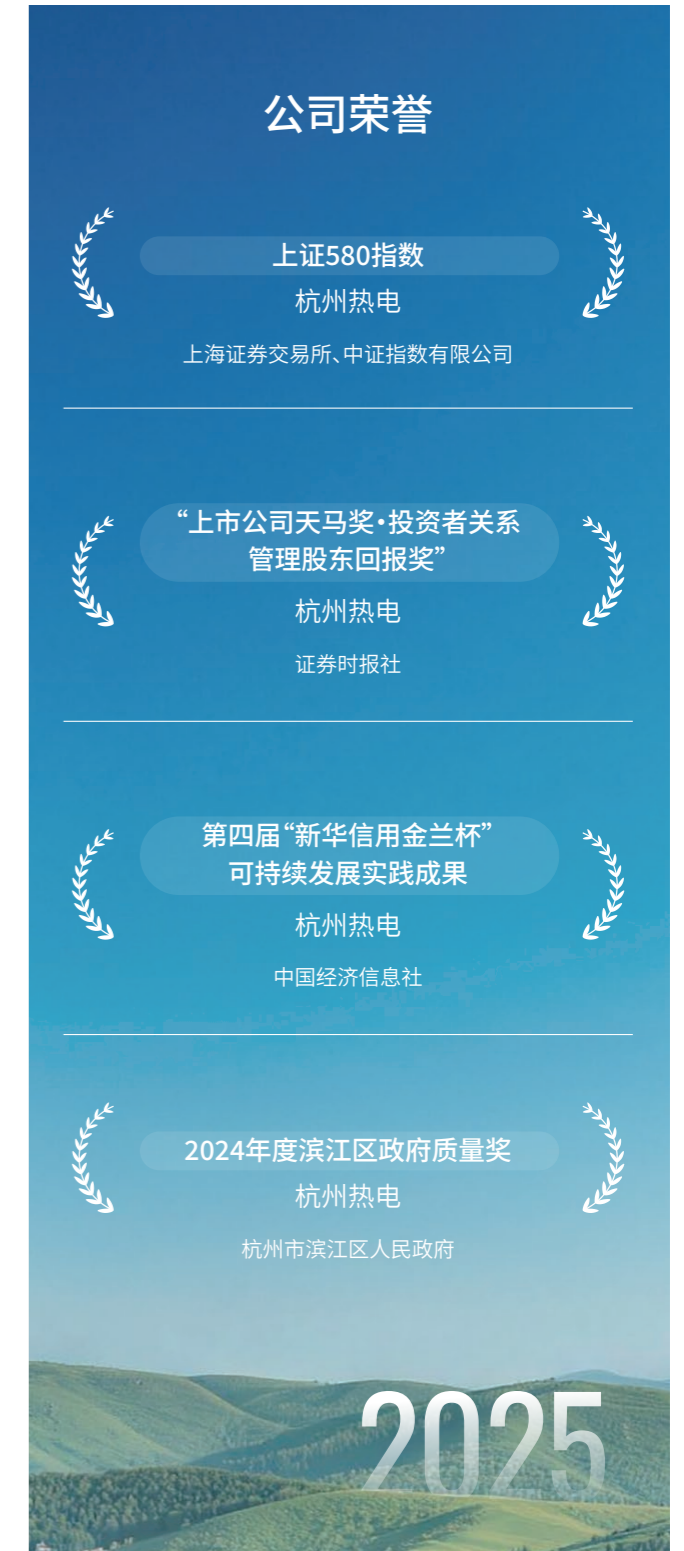 公司荣誉
上证580指数
杭州热电
上海证券交易所、中证指数有限公司
“上市公司天马奖·投资者关系
管理股东回报奖”
杭州热电
证券时报社
第四届“新华信用金兰杯”
可持续发展实践成果
杭州热电
中国经济信息社
2024年度滨江区政府质量奖
杭州热电
杭州市滨江区人民政府
2025